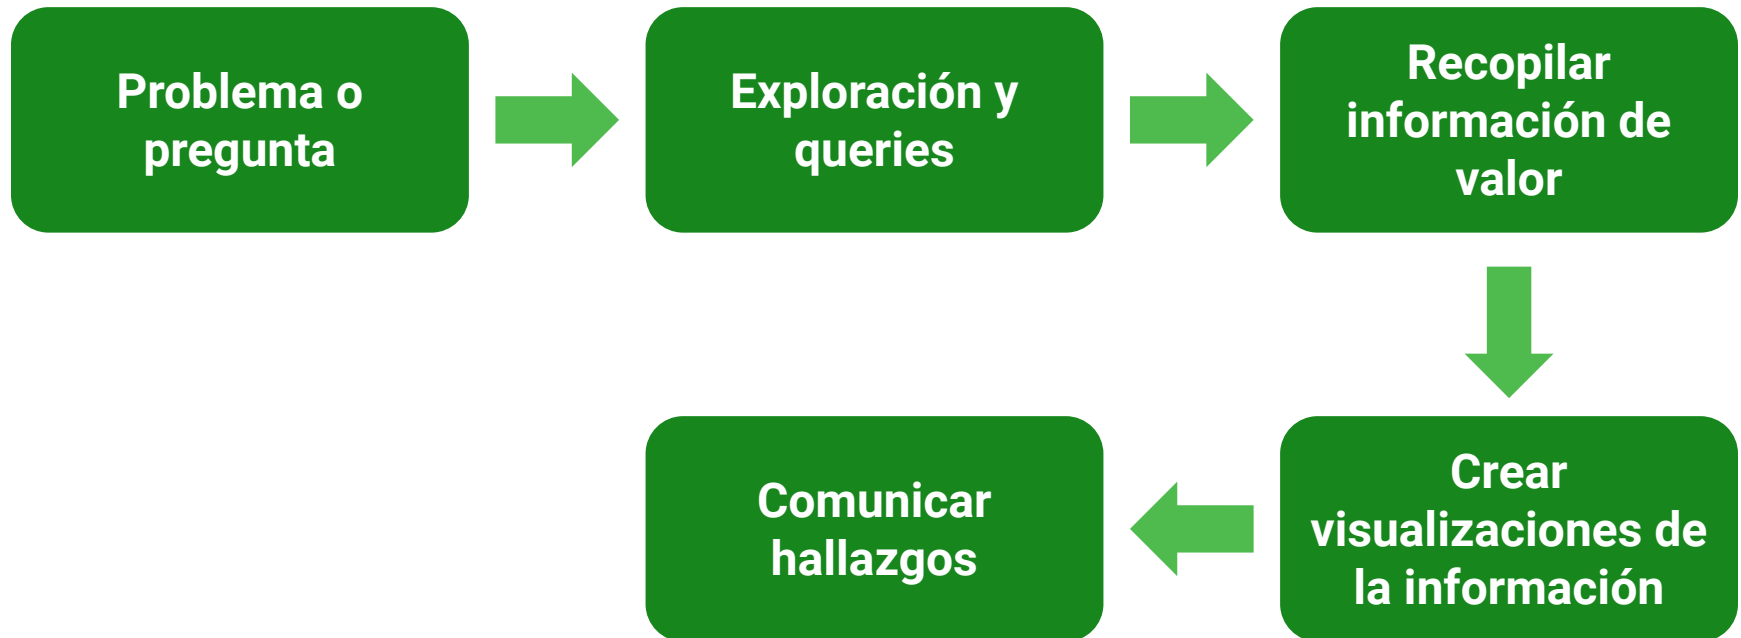 Problema o
pregunta
Exploración y
queries
Recopilar
información de
valor
Crear
visualizaciones de
la información
Comunicar
hallazgos